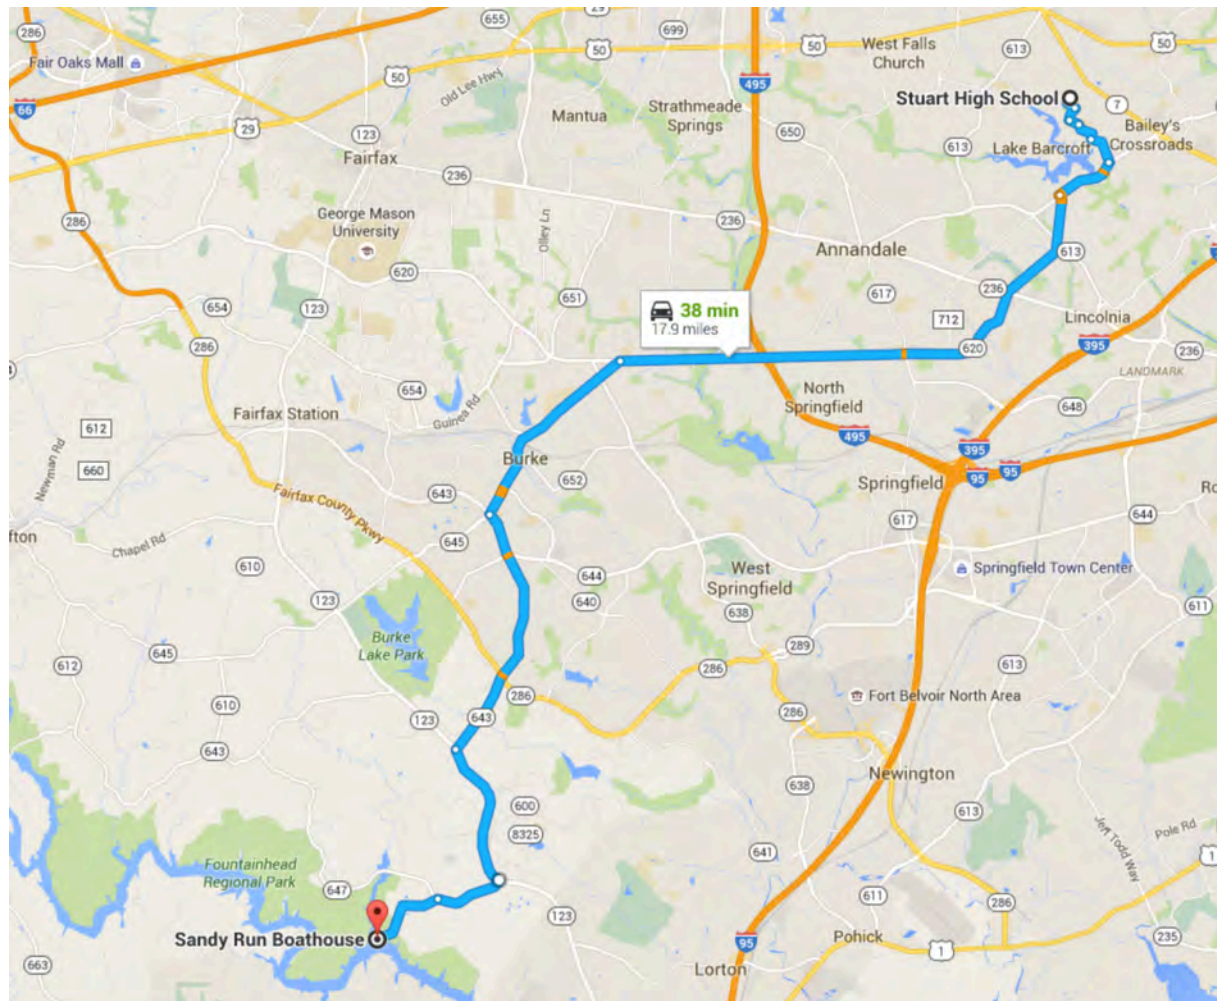 286
655
29
699
50
613
50
Fair Oaks Mall
50
Old Lee Hwy
West Falls
Church
66
29
495
Stuart High School
7
123
Mantua
Strathmeade
Springs
650
Bailey's
Crossroads
Fairfax
236
613
Lake Barcroft
George Mason
University
Olley Ln
236
286
620
Annandale
613
651
617
236
654
123
38 min
17.9 miles
712
Lincolnia
286
620
395
236
654
LANDMARK
Fairfax Station
Guinea Rd
North
Springfield
648
612
495
395
Newman Rd
660
Burke
652
95
95
Springfield
Fairfax County Pkwy
643
617
644
fton
Chapel Rd
645
610
644
West
Springfield
Springfield Town Center
123
640
638
611
Burke
Lake Park
289
645
612
613
286
286
Fort Belvoir North Area
610
123
643
286
643
Newington
600
638
613
8325
Jeff Todd Way
Pole Rd
641
1
Fountainhead
Regional Park
647
611
286
123
Sandy Run Boathouse
95
Pohick
1
235
663
Lorton